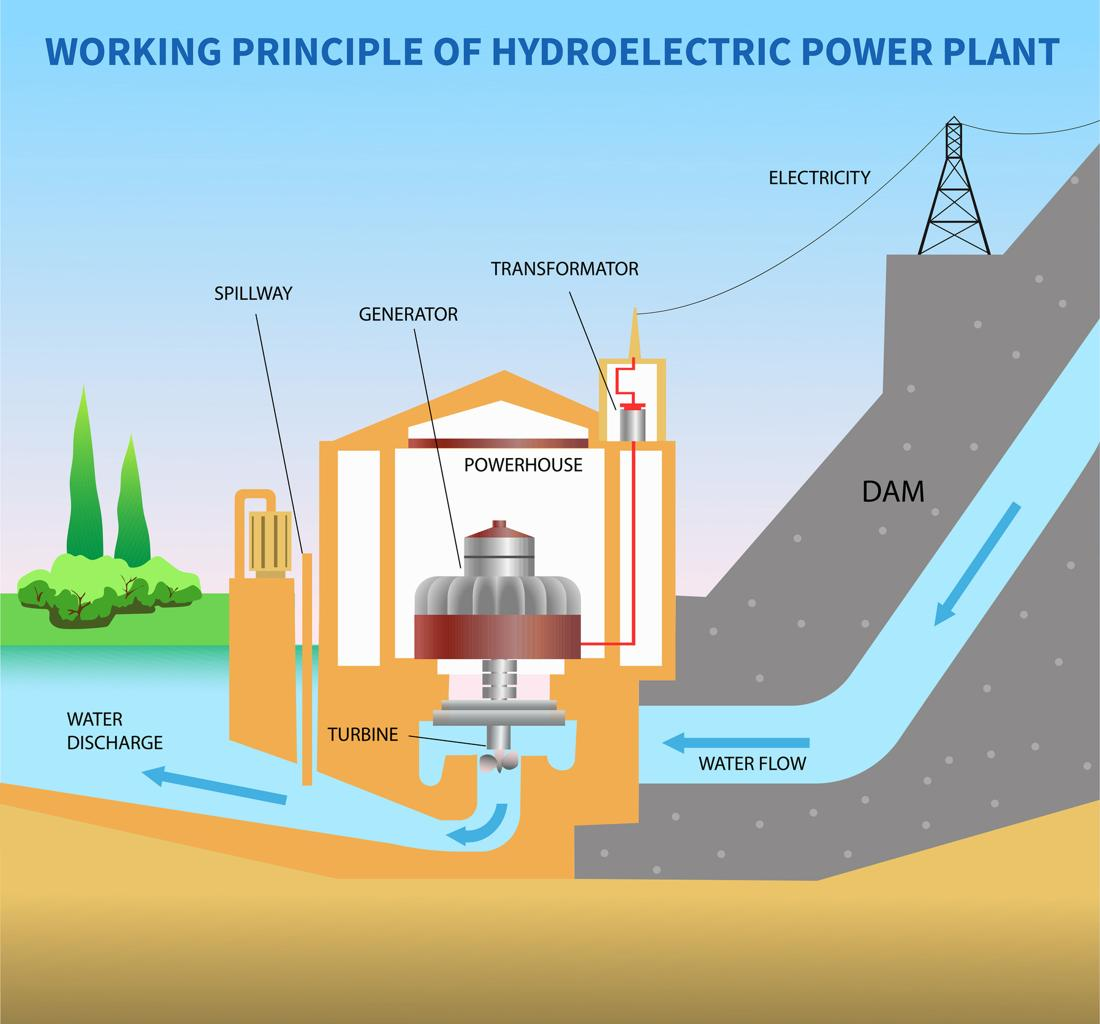 WORKING PRINCIPLE OF HYDROELECTRIC POWER PLANT
ELECTRICITY
TRANSFORMATOR
SPILLWAY
GENERATOR
POWERHOUSE
DAM
WATER
DISCHARGE
TURBINE
WATER FLOW